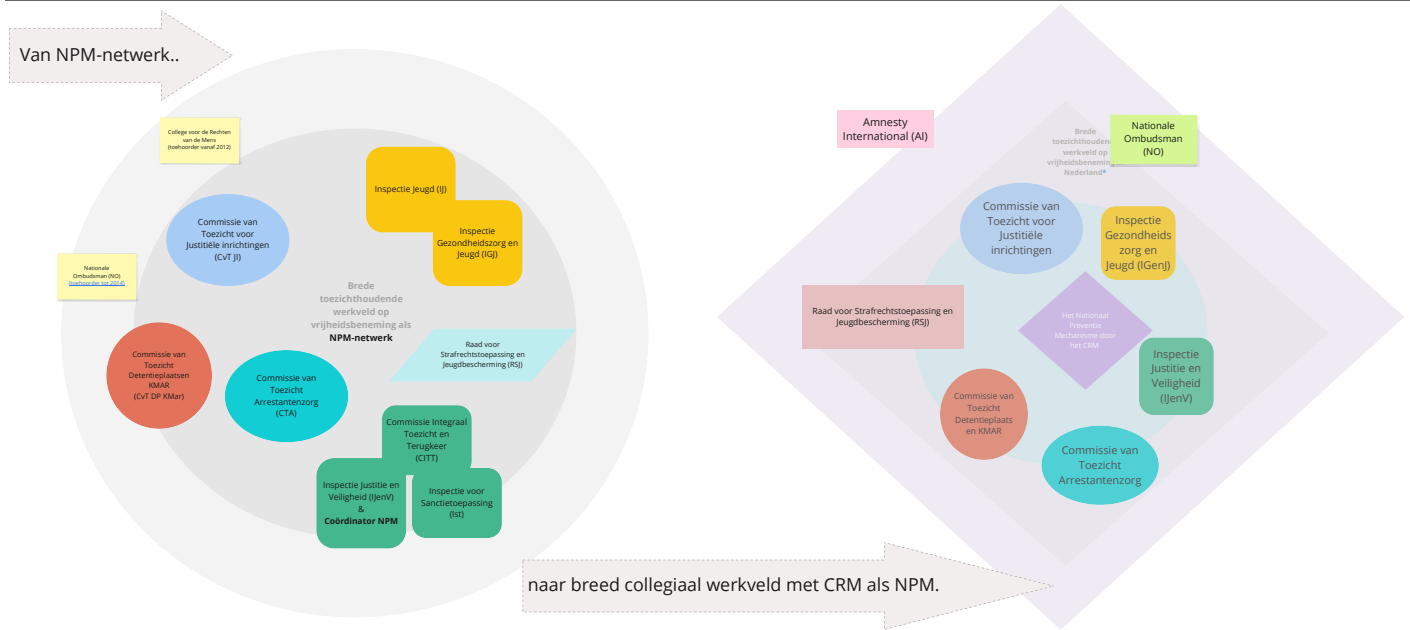 Van NPM-netwerk..
College voor de Rechten
van de Mens
(toehoorder vanaf 2012)
Inspectie Jeugd (IJ)
Inspectie
Gezondheidszorg en
Jeugd (IGJ)
Commissie van
Toezicht voor
Justitiële inrichtingen
(CvT JI)
Nationale
Ombudsman (NO)
(toehoorder tot 2014)
Brede
toezichthoudende
werkveld op
vrijheidsbeneming als
NPM-netwerk
Raad voor
Strafrechtstoepassing en
Jeugdbescherming (RSJ)
Commissie van
Toezicht
Detentieplaatsen
KMAR
(CvT DP KMar)
Commissie van
Toezicht
Arrestantenzorg
(CTA)
Commissie Integraal
Toezicht en
Terugkeer
(CITT)
Inspectie Justitie en
Veiligheid (IJenV)
&
Coördinator NPM
Inspectie voor
Sanctietoepassing
(Ist)
naar breed collegiaal werkveld met CRM als NPM.
Amnesty
International (AI)
Brede
toezichthoudende
werkveld op
vrijheidsbeneming
Nederland*
Nationale
Ombudsman
(NO)
Commissie van
Toezicht voor
Justitiële
inrichtingen
Inspectie
Gezondheids
zorg en
Jeugd (IGenJ)
Raad voor Strafrechtstoepassing en
Jeugdbescherming (RSJ)
Het Nationaal
Preventie
Mechanisme door
het CRM
Inspectie
Justitie en
Veiligheid
(IJenV)
Commissie van
Toezicht
Detentieplaats
en KMAR
Commissie van
Toezicht
Arrestantenzorg